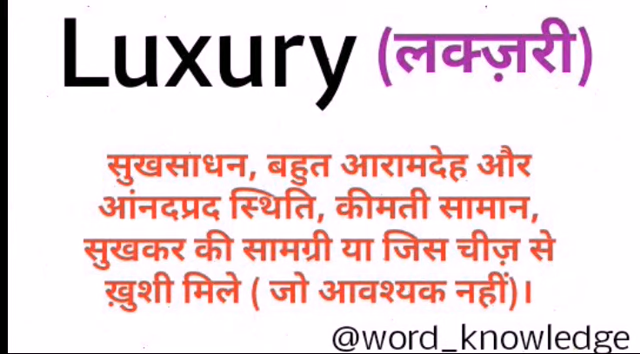 Luxury (लक्ज़री)
सुखसाधन, बहुत आरामदेह और
आंनदप्रद स्थिति, कीमती सामान,
सुखकर की सामग्री या जिस चीज़ से
ख़ुशी मिले ( जो आवश्यक नहीं)।
@word_knowledge